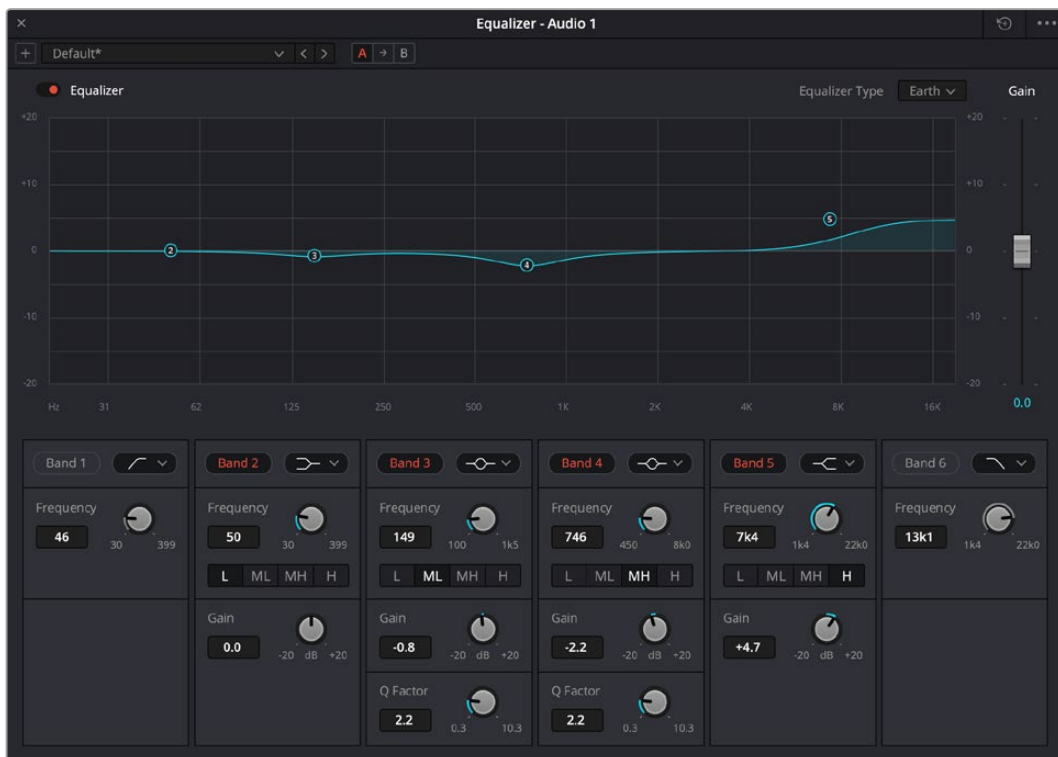 Equalizer - Audio 1
Default*
A B
Equalizer
Equalizer Type Earth Gain
+20 +20
+10 +10
0 0
-10 -10
-20 -20
2 3 4 5
Hz 31 62 125 250 500 1K 2K 4K 8K 16K 0.0
Band 1 Band 2 Band 3 Band 4 Band 5 Band 6
Frequency Frequency Frequency Frequency Frequency Frequency
46 50 149 746 7k4 13k1
30 399 30 399 100 1k5 450 8k0 1k4 22k0 1k4 22k0
L ML MH H L ML MH H L ML MH H L ML MH H
Gain Gain Gain Gain
0.0 -0.8 -2.2 +4.7
-20 dB +20 -20 dB +20 -20 dB +20 -20 dB +20
Q Factor Q Factor
2.2 2.2
0.3 10.3 0.3 10.3